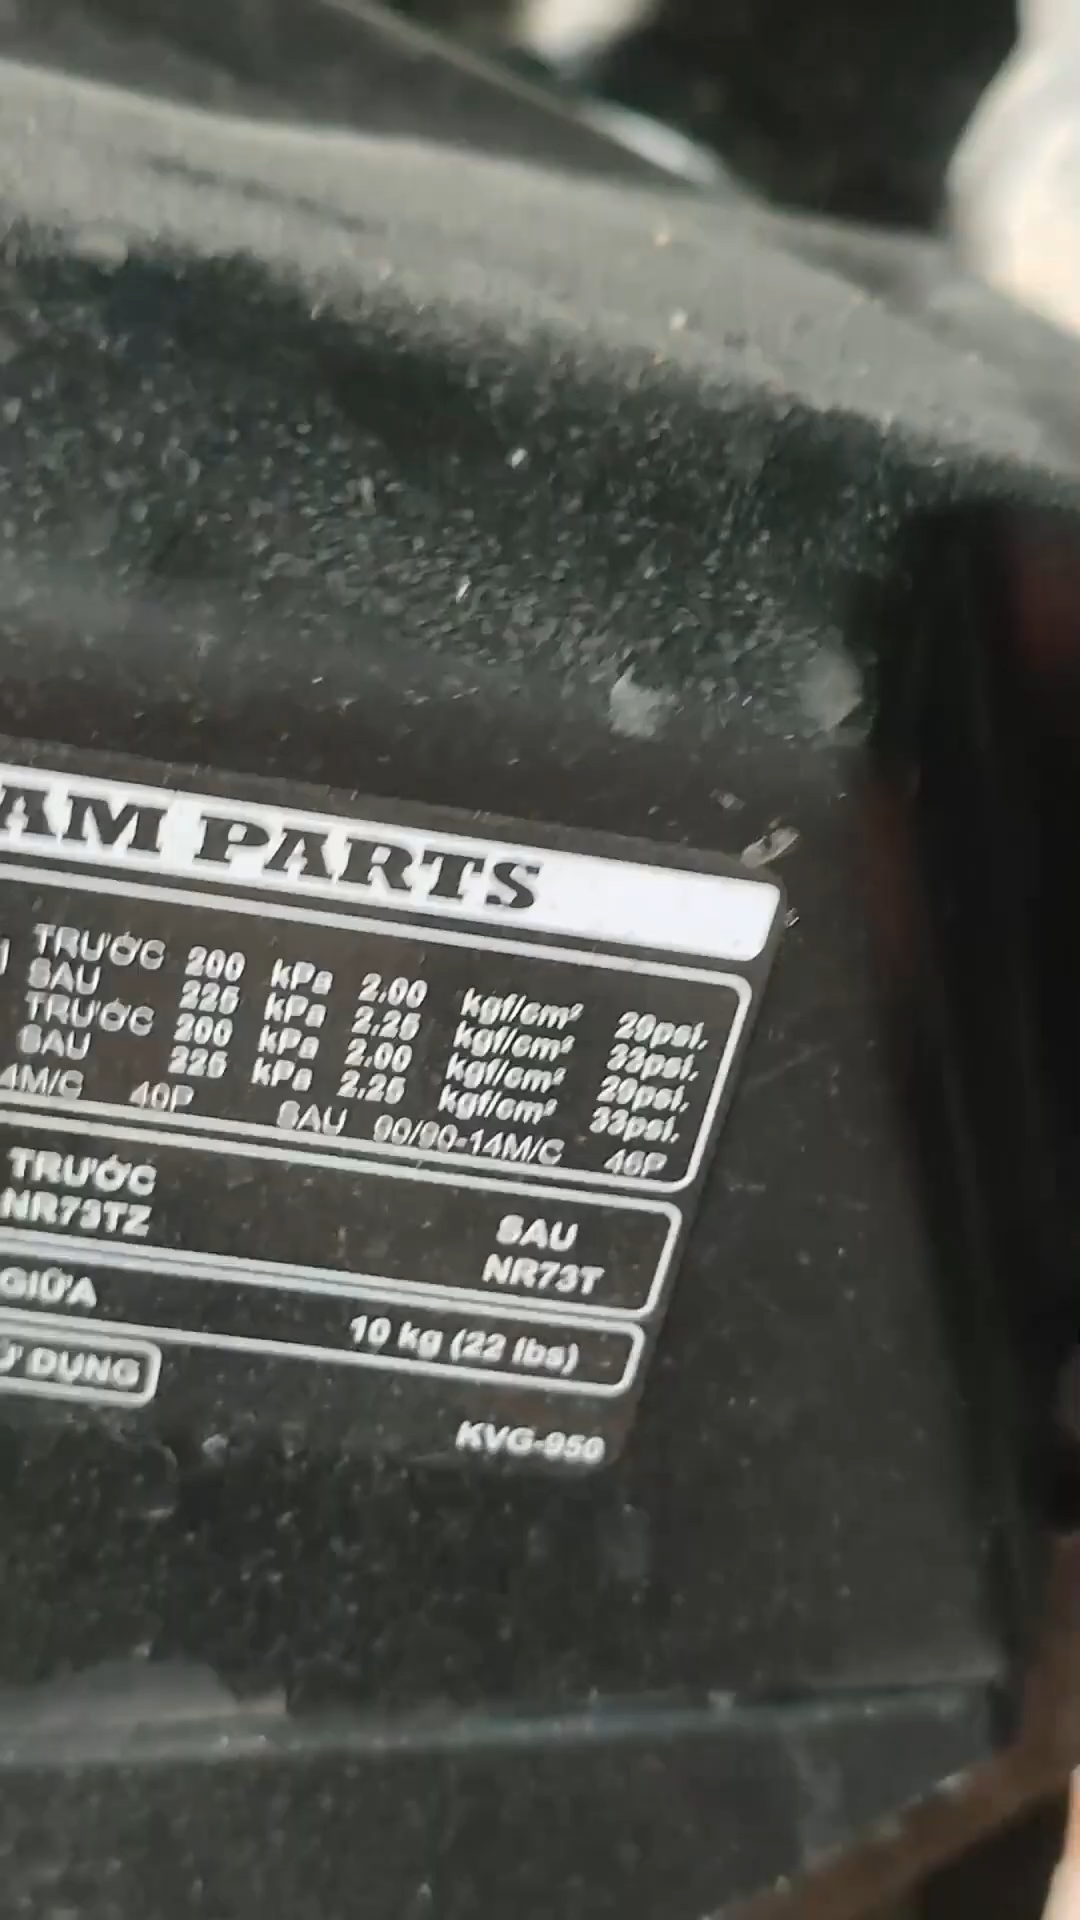 AM PARTS
TRƯỚC 200 kPa 2.00 kgf/cm² 29psi.
SAU 225 kPa 2.25 kgf/cm² 33psi.
TRƯỚC 200 kPa 2.00 kgf/cm² 29psi.
SAU 225 kPa 2.25 kgf/cm² 33psi.
4M/C 40P SAU 90/90-14M/C 46P
TRƯỚC SAU
NR73TZ NR73T
GIỮA 10 kg (22 lbs)
Ử DỤNG
KVG-950